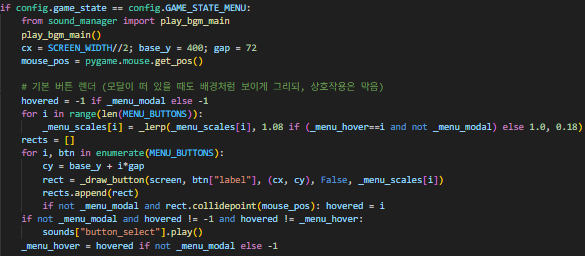 if config.game_state == config.GAME_STATE_MENU:
    from sound_manager import play_bgm_main
    play_bgm_main()
    cx = SCREEN_WIDTH//2; base_y = 400; gap = 72
    mouse_pos = pygame.mouse.get_pos()

    # 기본 버튼 렌더 (모달이 떠 있을 때도 배경처럼 보이게 그리되, 상호작용은 막음)
    hovered = -1 if _menu_modal else -1
    for i in range(len(MENU_BUTTONS)):
        _menu_scales[i] = _lerp(_menu_scales[i], 1.08 if (_menu_hover==i and not _menu_modal) else 1.0, 0.18)
    rects = []
    for i, btn in enumerate(MENU_BUTTONS):
        cy = base_y + i*gap
        rect = _draw_button(screen, btn["label"], (cx, cy), False, _menu_scales[i])
        rects.append(rect)
        if not _menu_modal and rect.collidepoint(mouse_pos): hovered = i
    if not _menu_modal and hovered != -1 and hovered != _menu_hover:
        sounds["button_select"].play()
    _menu_hover = hovered if not _menu_modal else -1